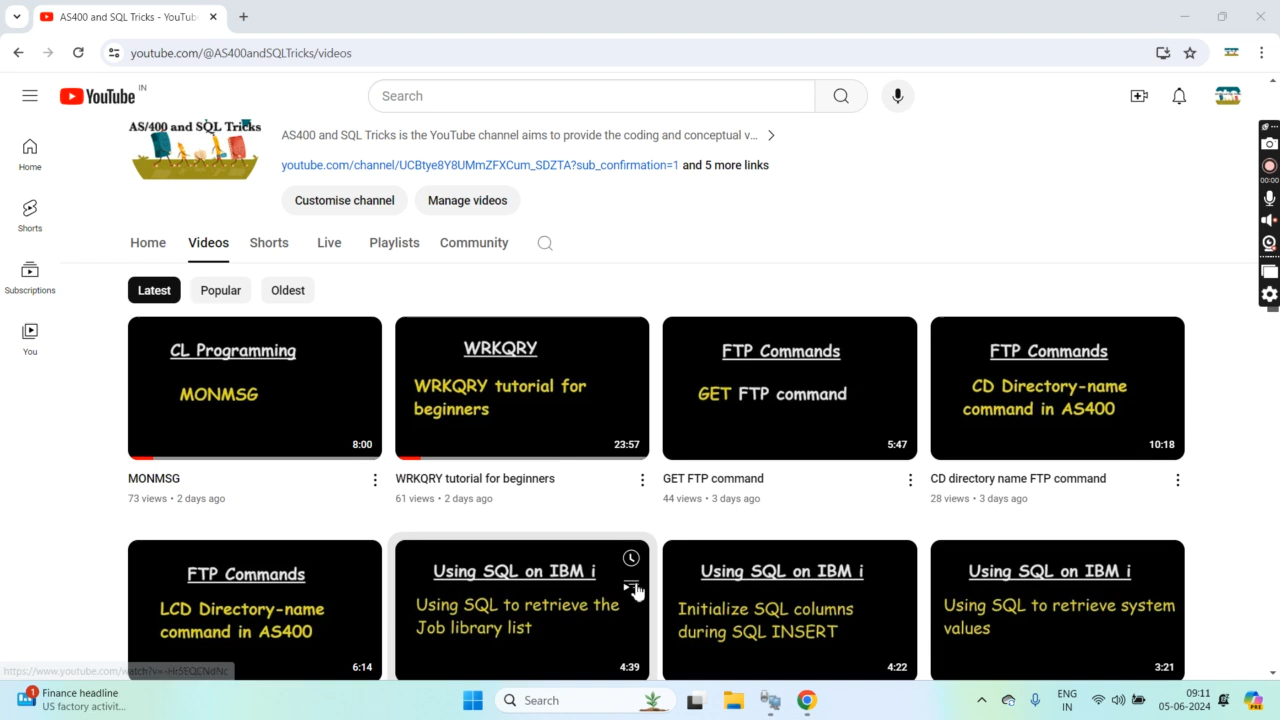 AS400 and SQL Tricks - YouTub
youtube.com/@AS400andSQLTricks/videos
YouTube IN
Search
AS/400 and SQL Tricks
AS400 and SQL Tricks is the YouTube channel aims to provide the coding and conceptual v...
youtube.com/channel/UCBtye8Y8UMmZFXCum_SDZTA?sub_confirmation=1 and 5 more links
Customise channel
Manage videos
Home
Shorts
Subscriptions
You
Home Videos Shorts Live Playlists Community
Latest Popular Oldest
00:00
CL Programming
MONMSG
8:00
MONMSG
73 views • 2 days ago
WRKQRY
WRKQRY tutorial for
beginners
23:57
WRKQRY tutorial for beginners
61 views • 2 days ago
FTP Commands
GET FTP command
5:47
GET FTP command
44 views • 3 days ago
FTP Commands
CD Directory-name
command in AS400
10:18
CD directory name FTP command
28 views • 3 days ago
FTP Commands
LCD Directory-name
command in AS400
6:14
Using SQL on IBM i
Using SQL to retrieve the
Job library list
4:39
Using SQL on IBM i
Initialize SQL columns
during SQL INSERT
4:22
Using SQL on IBM i
Using SQL to retrieve system
values
3:21
1
Finance headline
US factory activit...
Search
ENG
IN
09:11
05-06-2024
PRE